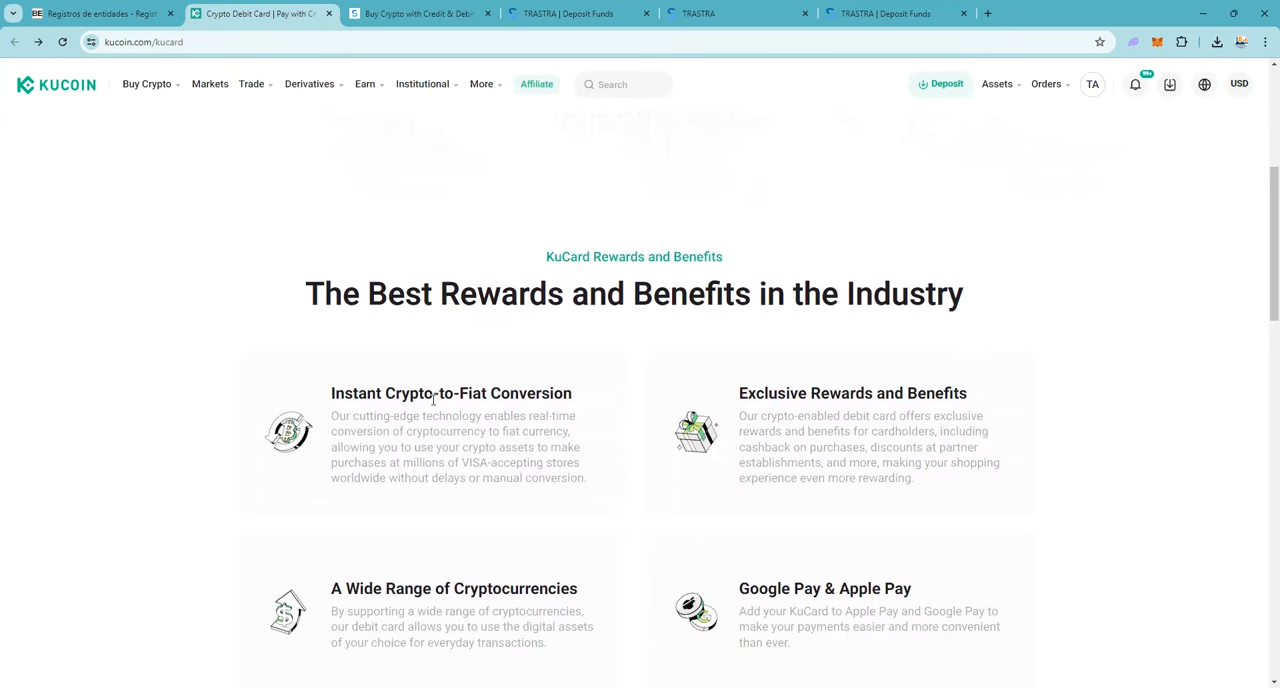 Registros de entidades - Regist
Crypto Debit Card | Pay with Cr
Buy Crypto with Credit & Debi
TRASTRA | Deposit Funds
TRASTRA
TRASTRA | Deposit Funds
kucoin.com/kucard
KUCOIN
Buy Crypto
Markets
Trade
Derivatives
Earn
Institutional
More
Affiliate
Search
Deposit
Assets
Orders
TA
99+
USD
KuCard Rewards and Benefits
The Best Rewards and Benefits in the Industry
Instant Crypto-to-Fiat Conversion
Our cutting-edge technology enables real-time
conversion of cryptocurrency to fiat currency,
allowing you to use your crypto assets to make
purchases at millions of VISA-accepting stores
worldwide without delays or manual conversion.
Exclusive Rewards and Benefits
Our crypto-enabled debit card offers exclusive
rewards and benefits for cardholders, including
cashback on purchases, discounts at partner
establishments, and more, making your shopping
experience even more rewarding.
A Wide Range of Cryptocurrencies
By supporting a wide range of cryptocurrencies,
our debit card allows you to use the digital assets
of your choice for everyday transactions.
Google Pay & Apple Pay
Add your KuCard to Apple Pay and Google Pay to
make your payments easier and more convenient
than ever.